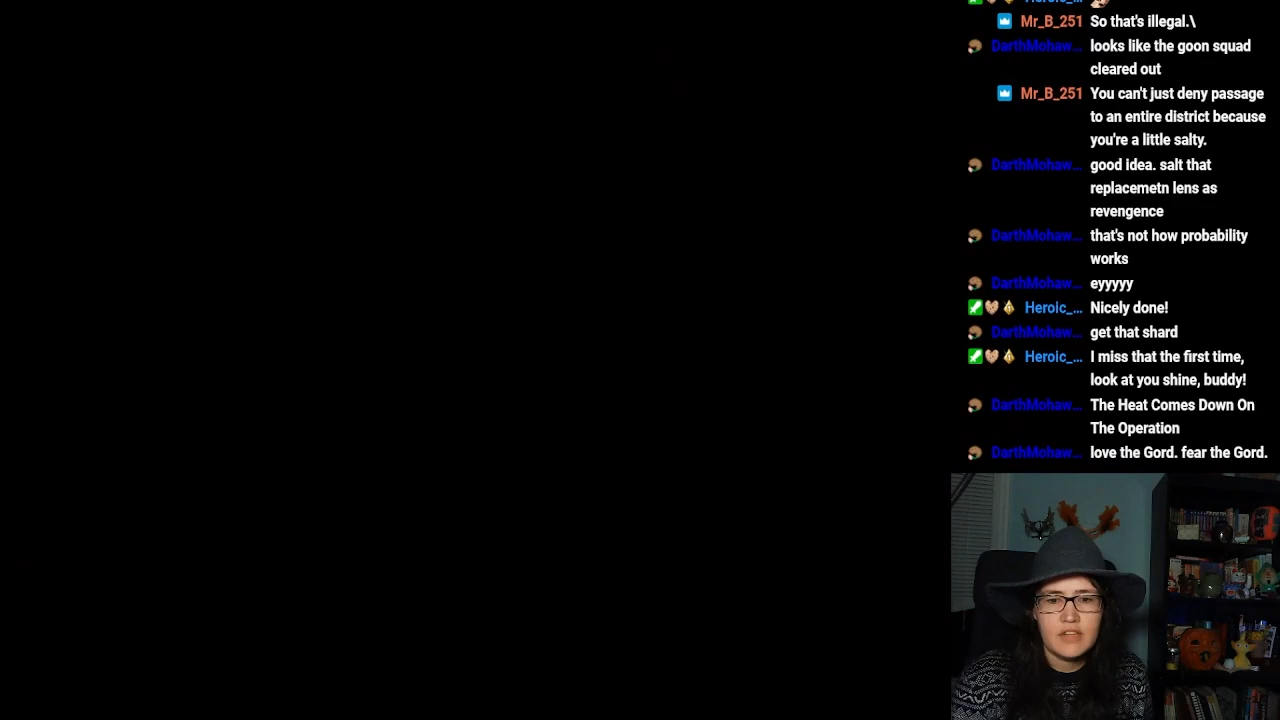 Mr_B_251 So that's illegal.\
DarthMohaw... looks like the goon squad
cleared out
Mr_B_251 You can't just deny passage
to an entire district because
you're a little salty.
DarthMohaw... good idea. salt that
replacemetn lens as
revengence
DarthMohaw... that's not how probability
works
DarthMohaw... eyyyyy
Heroic_... Nicely done!
DarthMohaw... get that shard
Heroic_... I miss that the first time,
look at you shine, buddy!
DarthMohaw... The Heat Comes Down On
The Operation
DarthMohaw... love the Gord. fear the Gord.